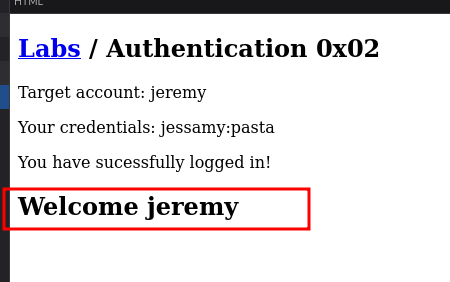 HTML
Labs / Authentication 0x02
Target account: jeremy
Your credentials: jessamy:pasta
You have sucessfully logged in!
Welcome jeremy